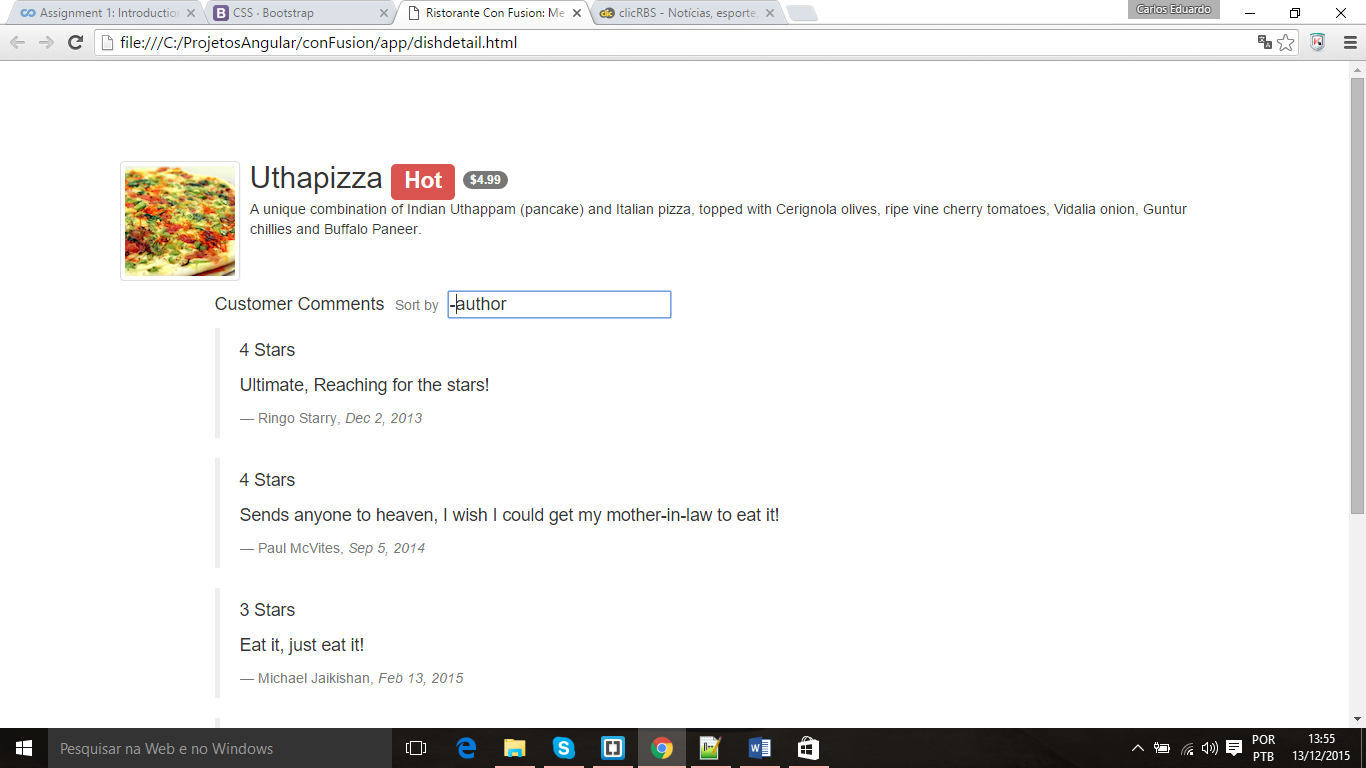 Assignment 1: Introduction
CSS · Bootstrap
Ristorante Con Fusion: Me
clicRBS - Notícias, esporte,
Carlos Eduardo
file:///C:/ProjetosAngular/conFusion/app/dishdetail.html
Uthapizza Hot $4.99
A unique combination of Indian Uthappam (pancake) and Italian pizza, topped with Cerignola olives, ripe vine cherry tomatoes, Vidalia onion, Guntur
chillies and Buffalo Paneer.
Customer Comments Sort by -author
4 Stars
Ultimate, Reaching for the stars!
— Ringo Starry, Dec 2, 2013
4 Stars
Sends anyone to heaven, I wish I could get my mother-in-law to eat it!
— Paul McVites, Sep 5, 2014
3 Stars
Eat it, just eat it!
— Michael Jaikishan, Feb 13, 2015
Pesquisar na Web e no Windows
POR
PTB
13:55
13/12/2015